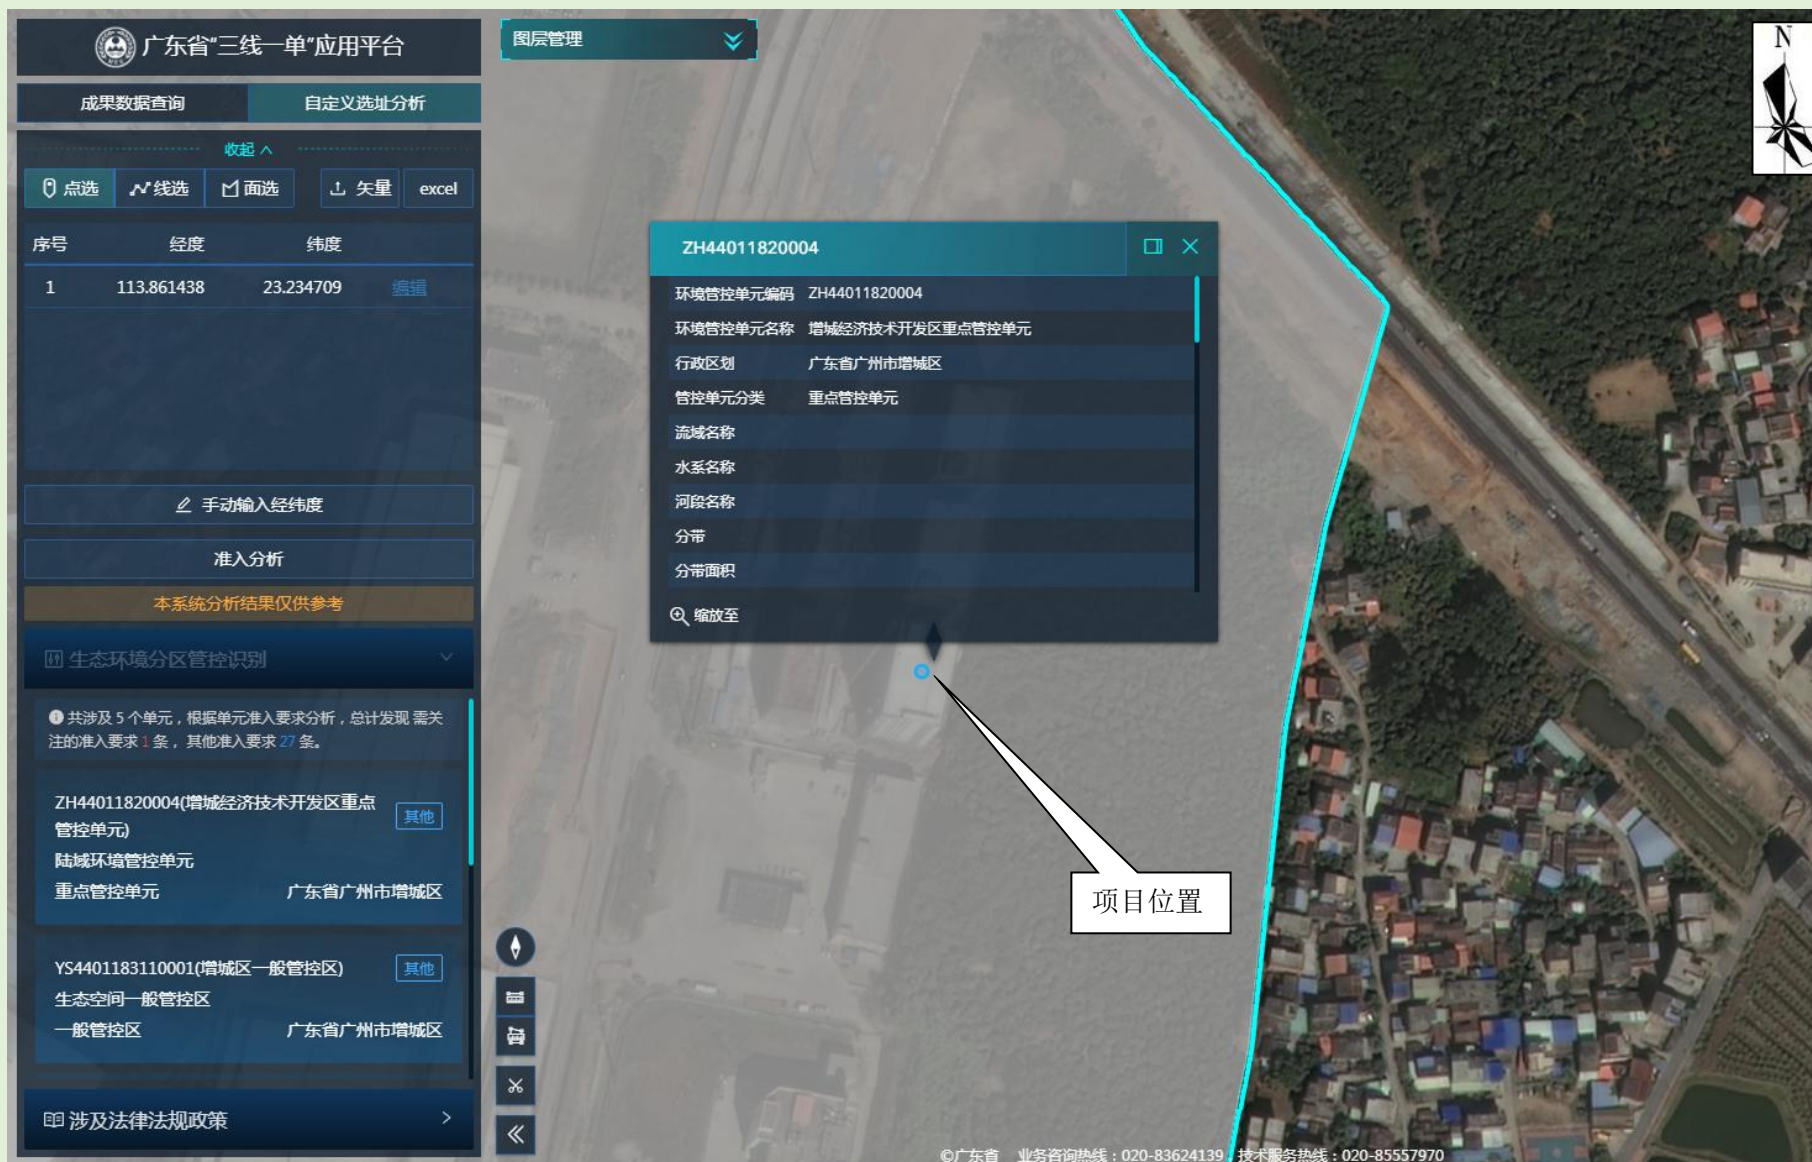 广东省"三线一单"应用平台
成果数据查询
自定义选址分析
收起
点选
线选
面选
矢量
excel
序号 经度 纬度
1 113.861438 23.234709 编辑
手动输入经纬度
准入分析
本系统分析结果仅供参考
生态环境分区管控识别
共涉及 5 个单元，根据单元准入要求分析，总计发现 需关
注的准入要求 1 条， 其他准入要求 27 条。
ZH44011820004(增城经济技术开发区重点
管控单元)
其他
陆域环境管控单元
重点管控单元 广东省广州市增城区
YS4401183110001(增城区一般管控区)
其他
生态空间一般管控区
一般管控区 广东省广州市增城区
涉及法律法规政策
图层管理
N
ZH44011820004
环境管控单元编码 ZH44011820004
环境管控单元名称 增城经济技术开发区重点管控单元
行政区划 广东省广州市增城区
管控单元分类 重点管控单元
流域名称
水系名称
河段名称
分带
分带面积
缩放至
项目位置
©广东省 业务咨询热线：020-83624139 技术服务热线：020-85557970